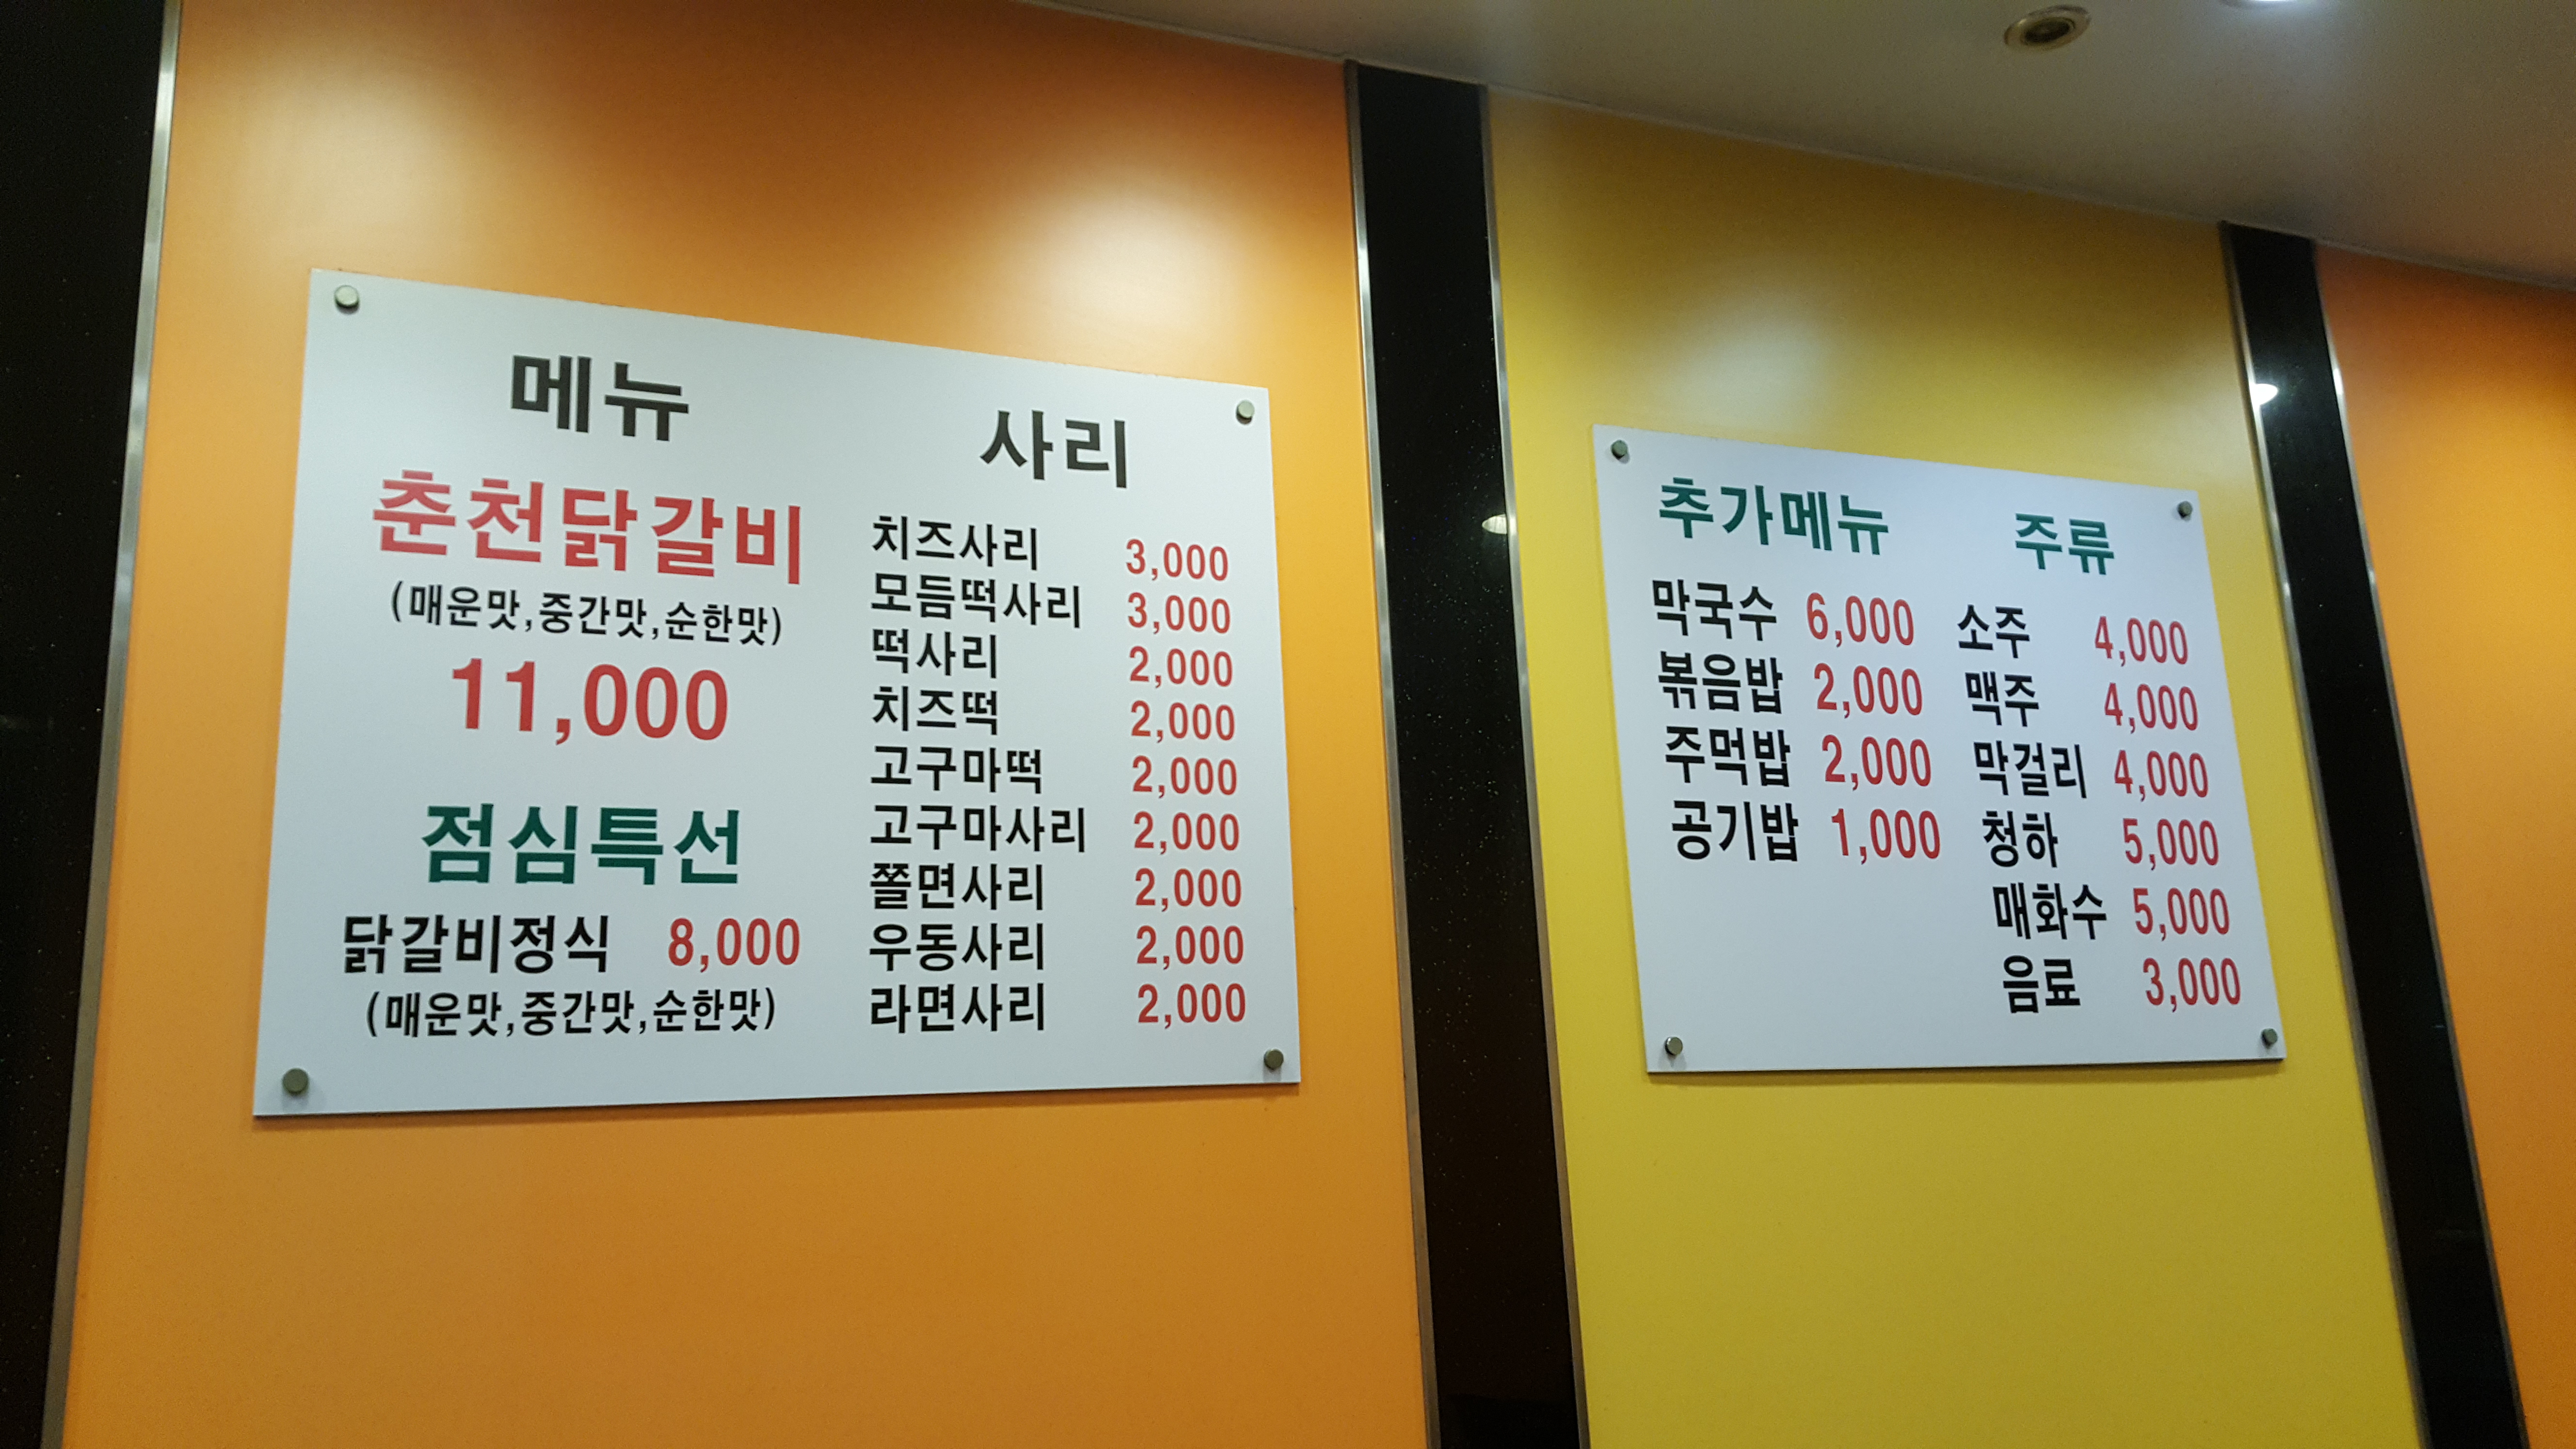 메뉴
춘천닭갈비
(매운맛,중간맛,순한맛)
11,000
점심특선
닭갈비정식 8,000
(매운맛,중간맛,순한맛)
사리
치즈사리 3,000
모듬떡사리 3,000
떡사리 2,000
치즈떡 2,000
고구마떡 2,000
고구마사리 2,000
쫄면사리 2,000
우동사리 2,000
라면사리 2,000
추가메뉴
막국수 6,000
볶음밥 2,000
주먹밥 2,000
공기밥 1,000
주류
소주 4,000
맥주 4,000
막걸리 4,000
청하 5,000
매화수 5,000
음료 3,000